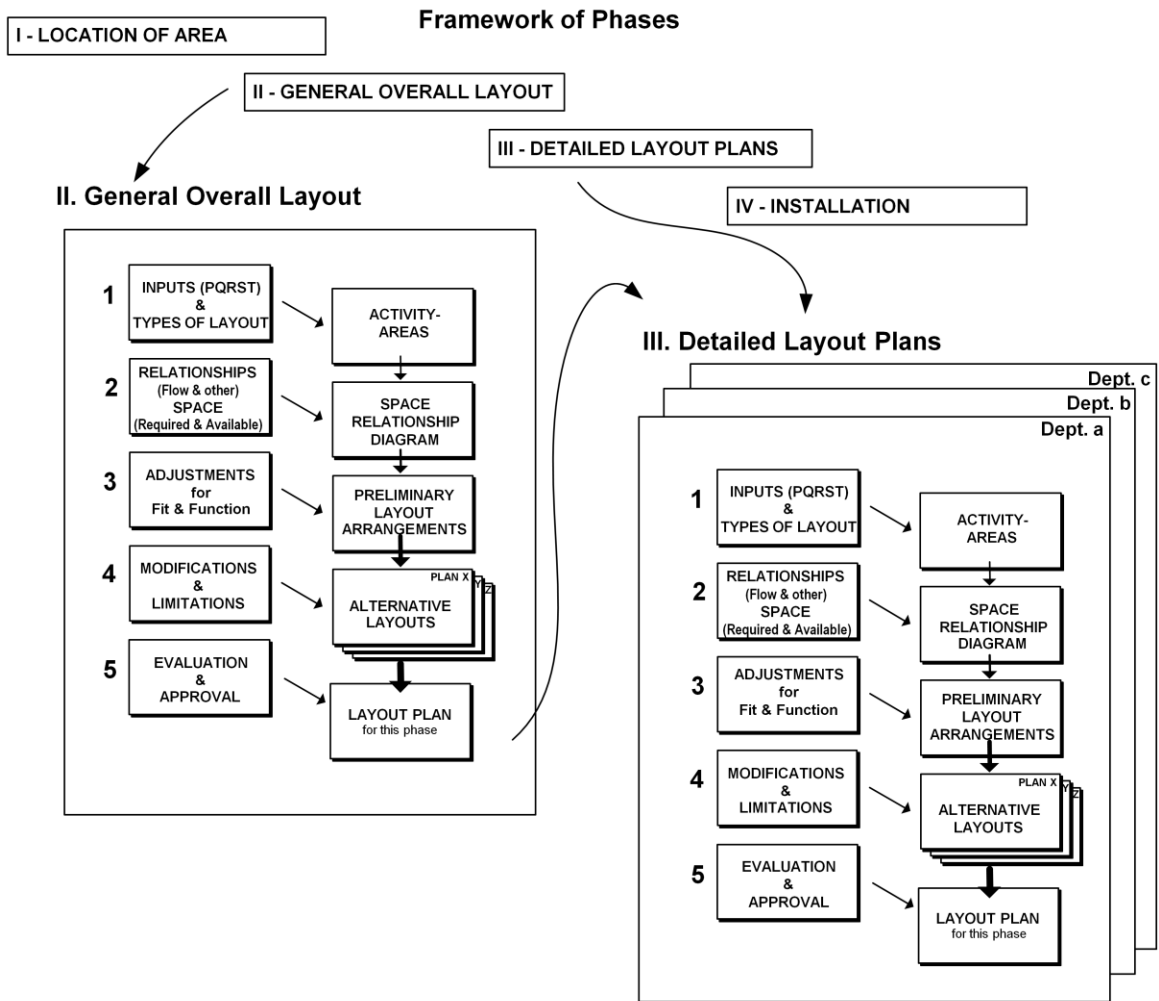 Framework of Phases
I - LOCATION OF AREA
II - GENERAL OVERALL LAYOUT
III - DETAILED LAYOUT PLANS
IV - INSTALLATION
II. General Overall Layout
1
INPUTS (PQRST)
&
TYPES OF LAYOUT
ACTIVITY-
AREAS
2
RELATIONSHIPS
(Flow & other)
SPACE
(Required & Available)
SPACE
RELATIONSHIP
DIAGRAM
3
ADJUSTMENTS
for
Fit & Function
PRELIMINARY
LAYOUT
ARRANGEMENTS
4
MODIFICATIONS
&
LIMITATIONS
PLAN X
Y
Z
ALTERNATIVE
LAYOUTS
5
EVALUATION
&
APPROVAL
LAYOUT PLAN
for this phase
III. Detailed Layout Plans
Dept. c
Dept. b
Dept. a
1
INPUTS (PQRST)
&
TYPES OF LAYOUT
ACTIVITY-
AREAS
2
RELATIONSHIPS
(Flow & other)
SPACE
(Required & Available)
SPACE
RELATIONSHIP
DIAGRAM
3
ADJUSTMENTS
for
Fit & Function
PRELIMINARY
LAYOUT
ARRANGEMENTS
4
MODIFICATIONS
&
LIMITATIONS
PLAN X
Y
Z
ALTERNATIVE
LAYOUTS
5
EVALUATION
&
APPROVAL
LAYOUT PLAN
for this phase